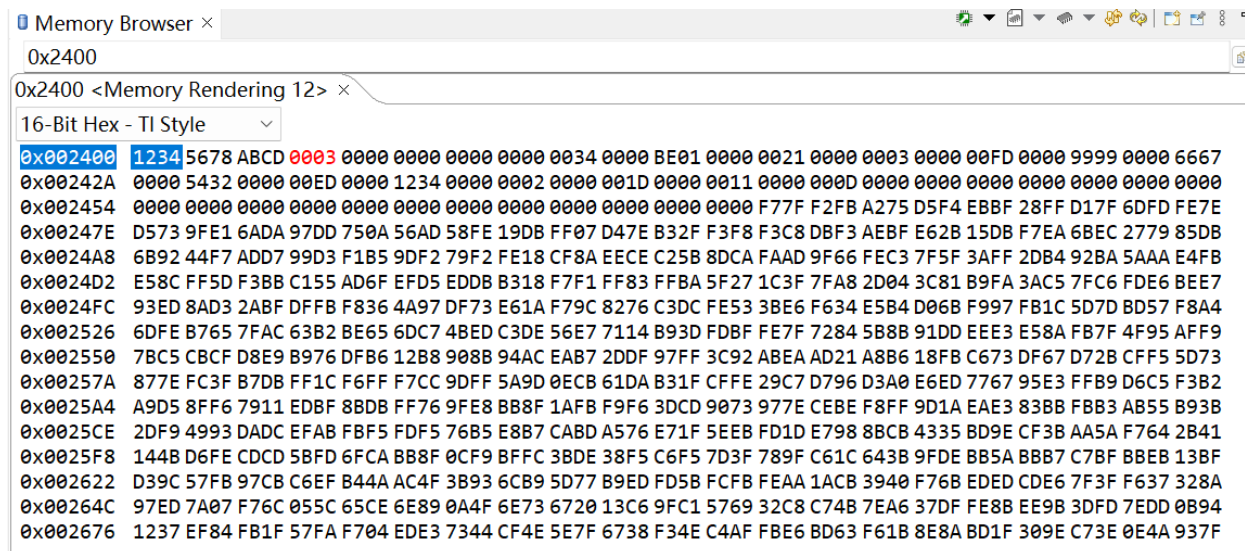 Memory Browser ×
0x2400
0x2400 <Memory Rendering 12> ×
16-Bit Hex - TI Style
0x002400 1234 5678 ABCD 0003 0000 0000 0000 0000 0034 0000 BE01 0000 0021 0000 0003 0000 00FD 0000 9999 0000 6667
0x00242A 0000 5432 0000 00ED 0000 1234 0000 0002 0000 001D 0000 0011 0000 000D 0000 0000 0000 0000 0000 0000 0000
0x002454 0000 0000 0000 0000 0000 0000 0000 0000 0000 0000 0000 F77F F2FB A275 D5F4 EBBF 28FF D17F 6DFD FE7E
0x00247E D573 9FE1 6ADA 97DD 750A 56AD 58FE 19DB FF07 D47E B32F F3F8 F3C8 DBF3 AEBF E62B 15DB F7EA 6BEC 2779 85DB
0x0024A8 6B92 44F7 ADD7 99D3 F1B5 9DF2 79F2 FE18 CF8A EECE C25B 8DCA FAAD 9F66 FEC3 7F5F 3AFF 2DB4 92BA 5AAA E4FB
0x0024D2 E58C FF5D F3BB C155 AD6F EFD5 EDDB B318 F7F1 FF83 FFBA 5F27 1C3F 7FA8 2D04 3C81 B9FA 3AC5 7FC6 FDE6 BEE7
0x0024FC 93ED 8AD3 2ABF DFFB F836 4A97 DF73 E61A F79C 8276 C3DC FE53 3BE6 F634 E5B4 D06B F997 FB1C 5D7D BD57 F8A4
0x002526 6DFE B765 7FAC 63B2 BE65 6DC7 4BED C3DE 56E7 7114 B93D FDBF FE7F 7284 5B8B 91DD EEE3 E58A FB7F 4F95 AFF9
0x002550 7BC5 CBCF D8E9 B976 DFB6 12B8 908B 94AC EAB7 2DDF 97FF 3C92 ABEA AD21 A8B6 18FB C673 DF67 D72B CFF5 5D73
0x00257A 877E FC3F B7DB FF1C F6FF F7CC 9DFF 5A9D 0ECB 61DA B31F CFFE 29C7 D796 D3A0 E6ED 7767 95E3 FFB9 D6C5 F3B2
0x0025A4 A9D5 8FF6 7911 EDBF 8BDB FF76 9FE8 BB8F 1AFB F9F6 3DCD 9073 977E CEBE F8FF 9D1A EAE3 83BB FBB3 AB55 B93B
0x0025CE 2DF9 4993 DADC EFAB FBF5 FDF5 76B5 E8B7 CABD A576 E71F 5EEB FD1D E798 8BCB 4335 BD9E CF3B AA5A F764 2B41
0x0025F8 144B D6FE CDCD 5BFD 6FCA BB8F 0CF9 BFFC 3BDE 38F5 C6F5 7D3F 789F C61C 643B 9FDE BB5A BBB7 C7BF BBEB 13BF
0x002622 D39C 57FB 97CB C6EF B44A AC4F 3B93 6CB9 5D77 B9ED FD5B FCFB FEAA 1ACB 3940 F76B EDED CDE6 7F3F F637 328A
0x00264C 97ED 7A07 F76C 055C 65CE 6E89 0A4F 6E73 6720 13C6 9FC1 5769 32C8 C74B 7EA6 37DF FE8B EE9B 3DFD 7EDD 0B94
0x002676 1237 EF84 FB1F 57FA F704 EDE3 7344 CF4E 5E7F 6738 F34E C4AF FBE6 BD63 F61B 8E8A BD1F 309E C73E 0E4A 937F